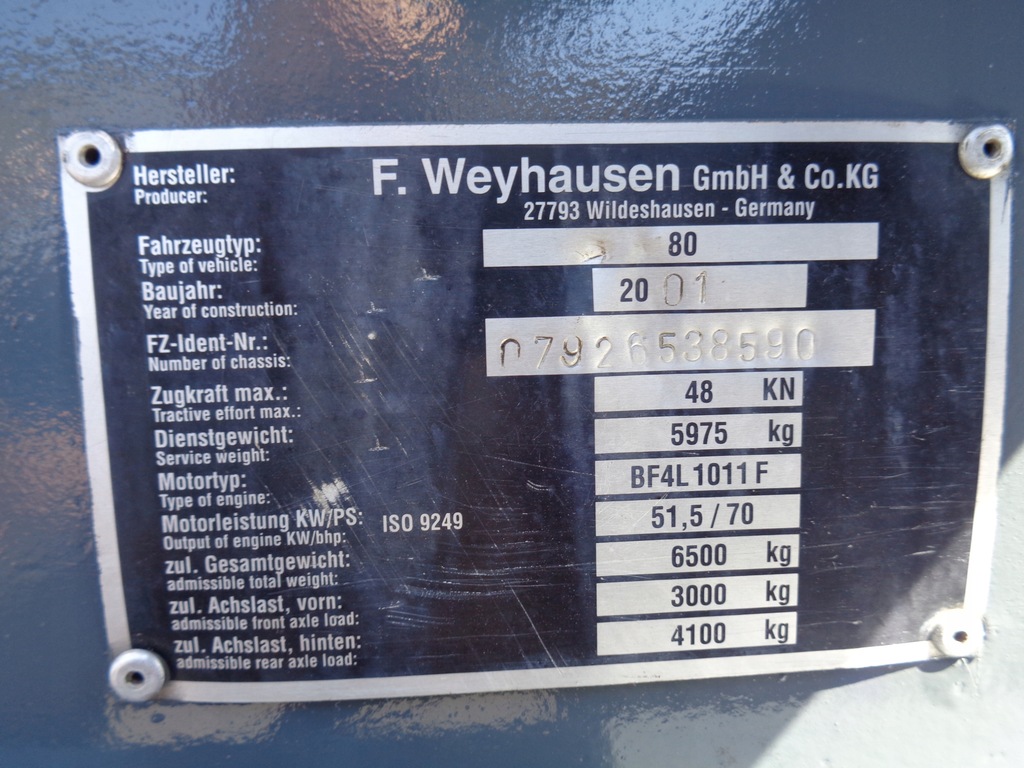 Hersteller: F. Weyhausen GmbH & Co.KG
Producer: 27793 Wildeshausen - Germany
Fahrzeugtyp: 80
Type of vehicle:
Baujahr: 20 01
Year of construction:
FZ-Ident-Nr.: 07926538590
Number of chassis:
Zugkraft max.: 48 KN
Tractive effort max.:
Dienstgewicht: 5975 kg
Service weight:
Motortyp: BF4L1011F
Type of engine:
Motorleistung KW/PS: ISO 9249 51,5 / 70
Output of engine KW/bhp:
zul. Gesamtgewicht: 6500 kg
admissible total weight:
zul. Achslast, vorn: 3000 kg
admissible front axle load:
zul. Achslast, hinten: 4100 kg
admissible rear axle load: